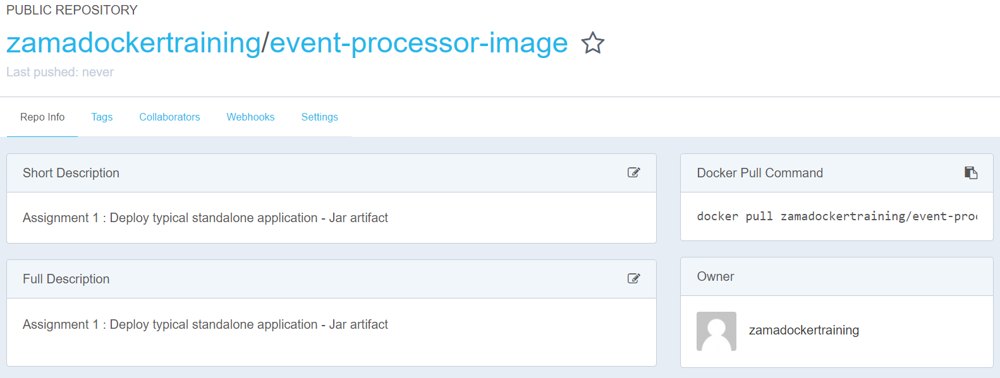 PUBLIC REPOSITORY
zamadockertraining/event-processor-image
Last pushed: never
Repo Info Tags Collaborators Webhooks Settings
Short Description
Assignment 1 : Deploy typical standalone application - Jar artifact
Full Description
Assignment 1 : Deploy typical standalone application - Jar artifact
Docker Pull Command
docker pull zamadockertraining/event-proc
Owner
zamadockertraining